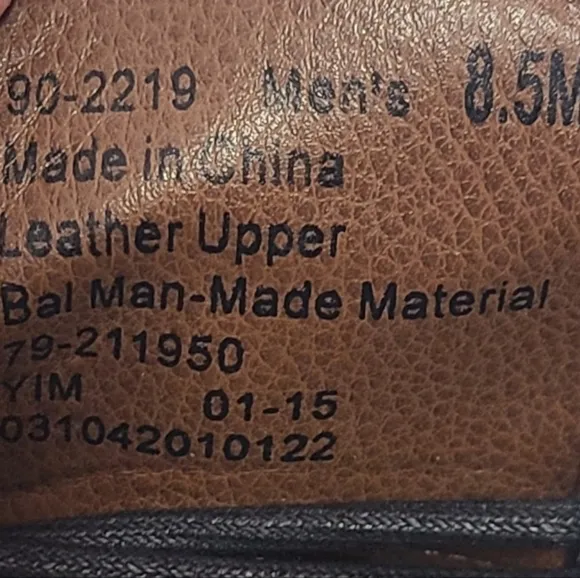 90-2219 Men's 8.5M
Made in China
Leather Upper
Bal Man-Made Material
79-211950
YIM 01-15
031042010122